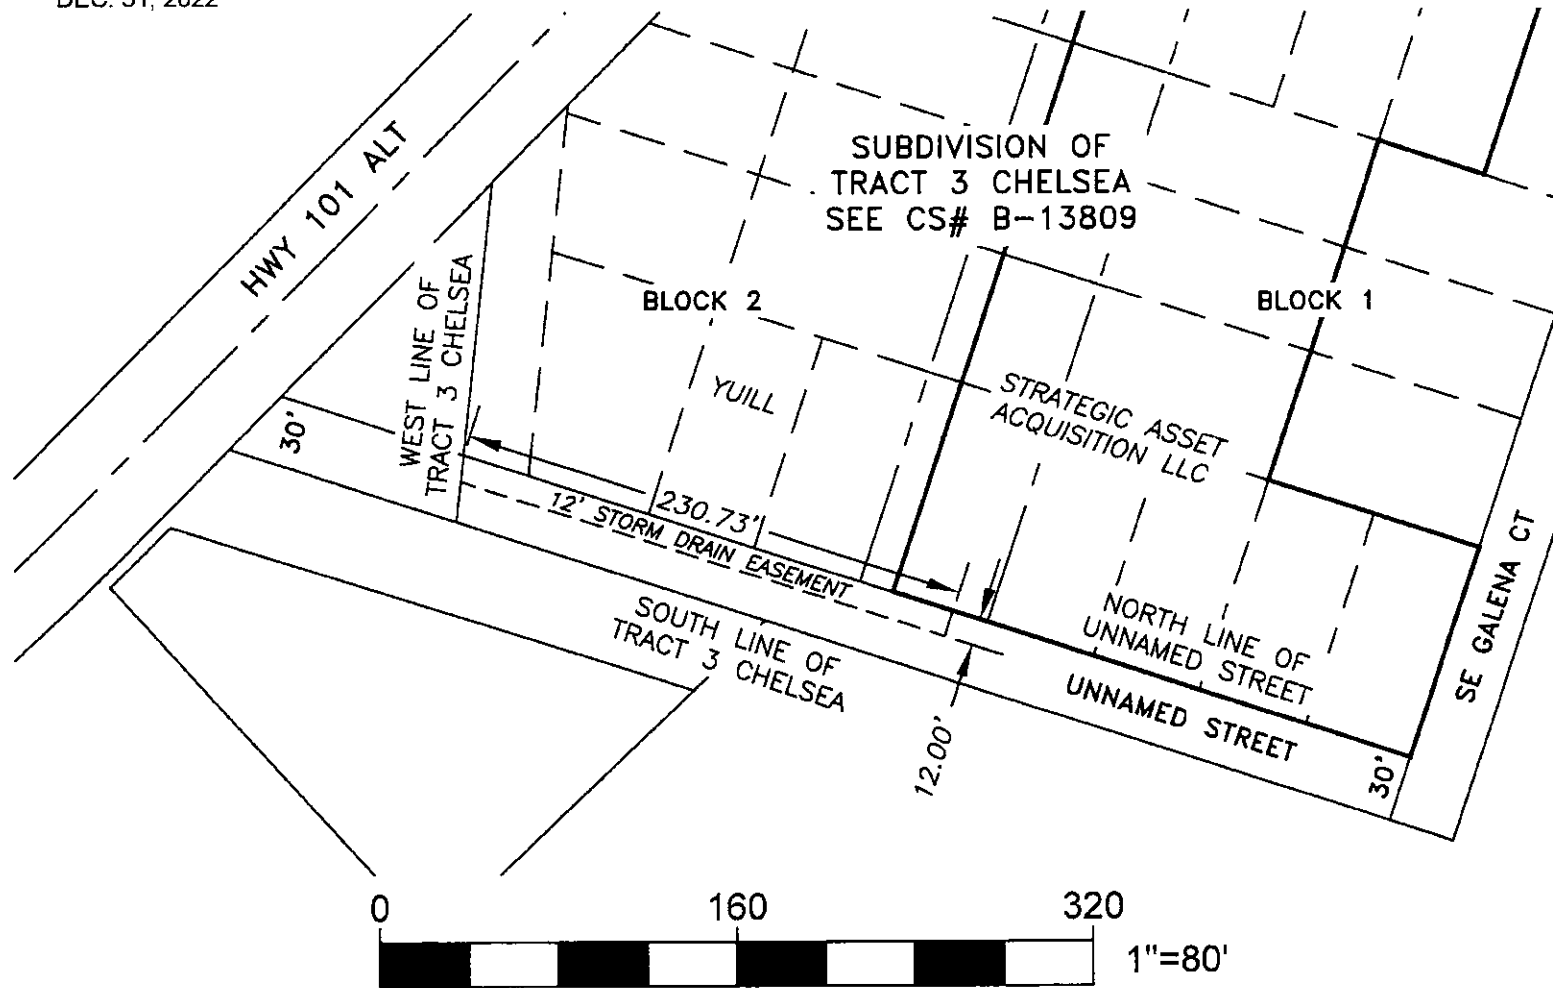 DEC. 31, 2022
HWY 101 ALT
SUBDIVISION OF
TRACT 3 CHELSEA
SEE CS# B-13809
BLOCK 2
BLOCK 1
WEST LINE OF
TRACT 3 CHELSEA
30'
YUILL
STRATEGIC ASSET
ACQUISITION LLC
230.73'
12' STORM DRAIN EASEMENT
SOUTH LINE OF
TRACT 3 CHELSEA
NORTH LINE OF
UNNAMED STREET
UNNAMED STREET
SE GALENA CT
12.00'
30'
0 160 320
1"=80'